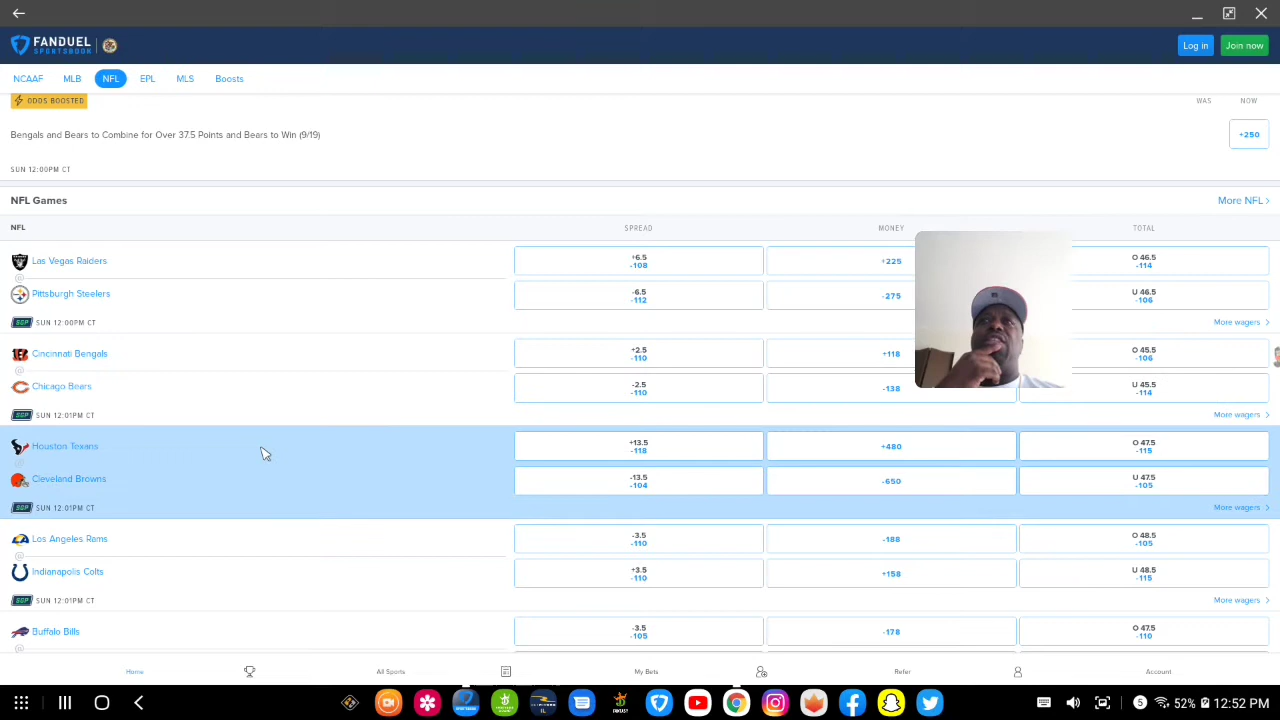 FANDUEL
SPORTSBOOK
Log in
Join now
NCAAF
MLB
NFL
EPL
MLS
Boosts
ODDS BOOSTED
WAS
NOW
Bengals and Bears to Combine for Over 37.5 Points and Bears to Win (9/19)
+250
SUN 12:00PM CT
NFL Games
More NFL >
NFL
SPREAD
MONEY
TOTAL
Las Vegas Raiders
+6.5
-108
+225
O 46.5
-114
@
Pittsburgh Steelers
-6.5
-112
-275
U 46.5
-106
SGP SUN 12:00PM CT
More wagers >
Cincinnati Bengals
+2.5
-110
+118
O 45.5
-106
@
Chicago Bears
-2.5
-110
-138
U 45.5
-114
SGP SUN 12:01PM CT
More wagers >
Houston Texans
+13.5
-118
+480
O 47.5
-115
@
Cleveland Browns
-13.5
-104
-650
U 47.5
-105
SGP SUN 12:01PM CT
More wagers >
Los Angeles Rams
-3.5
-110
-188
O 48.5
-105
@
Indianapolis Colts
+3.5
-110
+158
U 48.5
-115
SGP SUN 12:01PM CT
More wagers >
Buffalo Bills
-3.5
-105
-178
O 47.5
-110
@
Home
All Sports
My Bets
Refer
Account
52%
12:52 PM